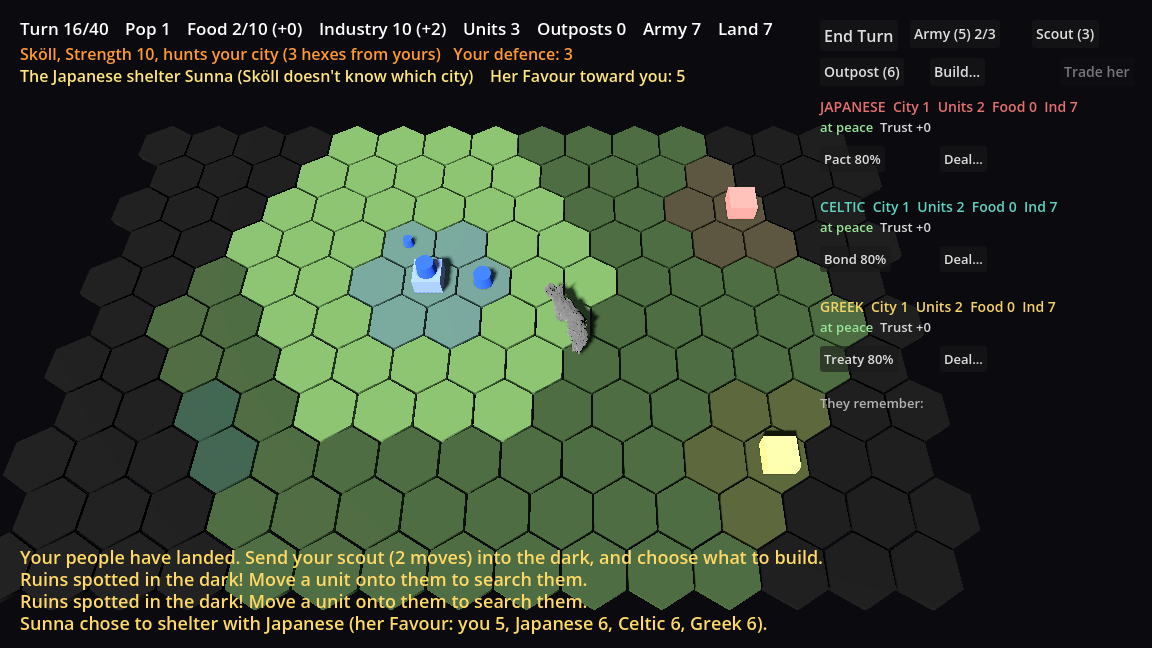 Turn 16/40 Pop 1 Food 2/10 (+0) Industry 10 (+2) Units 3 Outposts 0 Army 7 Land 7
Sköll, Strength 10, hunts your city (3 hexes from yours) Your defence: 3
The Japanese shelter Sunna (Sköll doesn't know which city) Her Favour toward you: 5
End Turn Army (5) 2/3 Scout (3)
Outpost (6) Build... Trade her
JAPANESE City 1 Units 2 Food 0 Ind 7
at peace Trust +0
Pact 80% Deal...
CELTIC City 1 Units 2 Food 0 Ind 7
at peace Trust +0
Bond 80% Deal...
GREEK City 1 Units 2 Food 0 Ind 7
at peace Trust +0
Treaty 80% Deal...
They remember:
Your people have landed. Send your scout (2 moves) into the dark, and choose what to build.
Ruins spotted in the dark! Move a unit onto them to search them.
Ruins spotted in the dark! Move a unit onto them to search them.
Sunna chose to shelter with Japanese (her Favour: you 5, Japanese 6, Celtic 6, Greek 6).